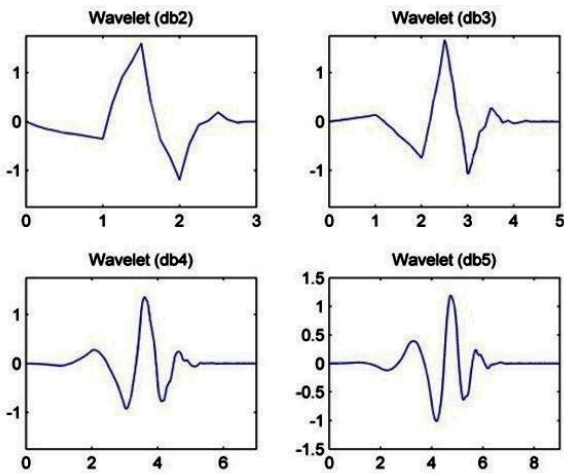 Wavelet (db2)
1
0
-1
0 1 2 3
Wavelet (db3)
1
0
-1
0 1 2 3 4 5
Wavelet (db4)
1
0
-1
0 2 4 6
Wavelet (db5)
1.5
1
0.5
0
-0.5
-1
-1.5
0 2 4 6 8